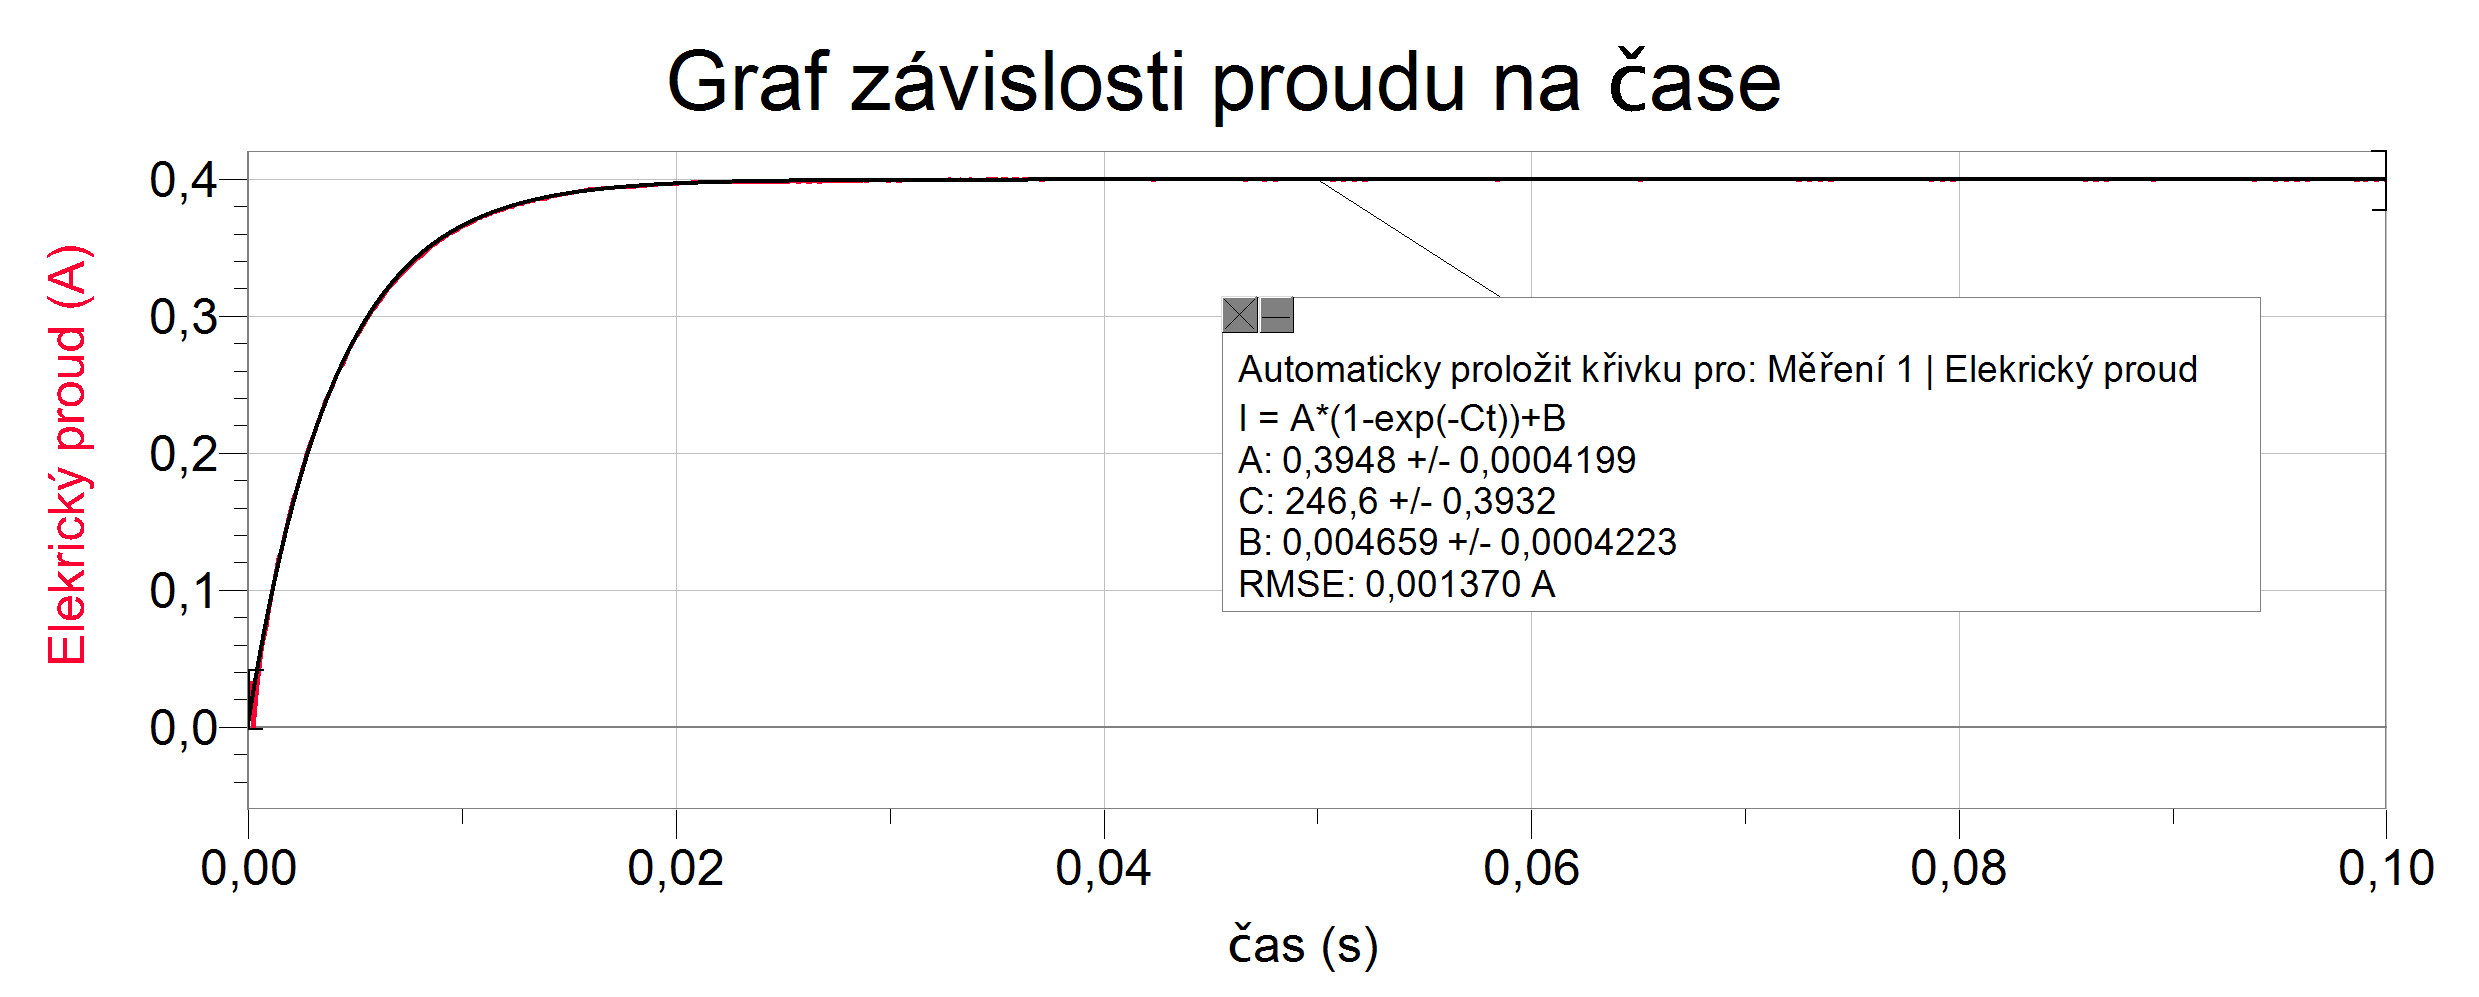 Graf závislosti proudu na čase
Elekrický proud (A)
0,4
0,3
0,2
0,1
0,0
Automaticky proložit křivku pro: Měření 1 | Elekrický proud
I = A*(1-exp(-Ct))+B
A: 0,3948 +/- 0,0004199
C: 246,6 +/- 0,3932
B: 0,004659 +/- 0,0004223
RMSE: 0,001370 A
0,00 0,02 0,04 0,06 0,08 0,10
čas (s)